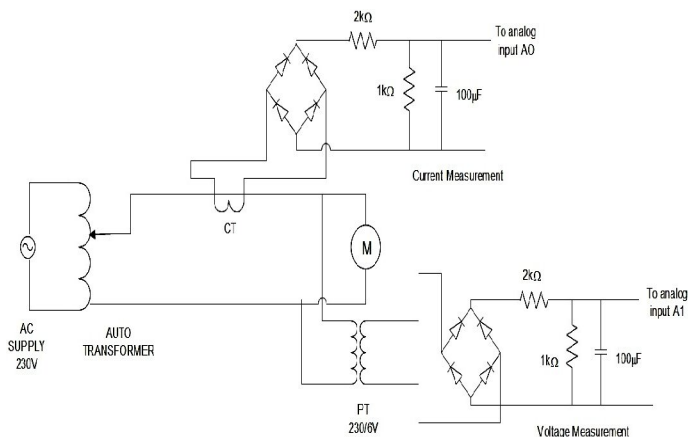 2kΩ
To analog
input A0
1kΩ
100µF
Current Measurement
CT
M
2kΩ
To analog
input A1
AC
SUPPLY
230V
AUTO
TRANSFORMER
1kΩ
100µF
PT
230/6V
Voltage Measurement